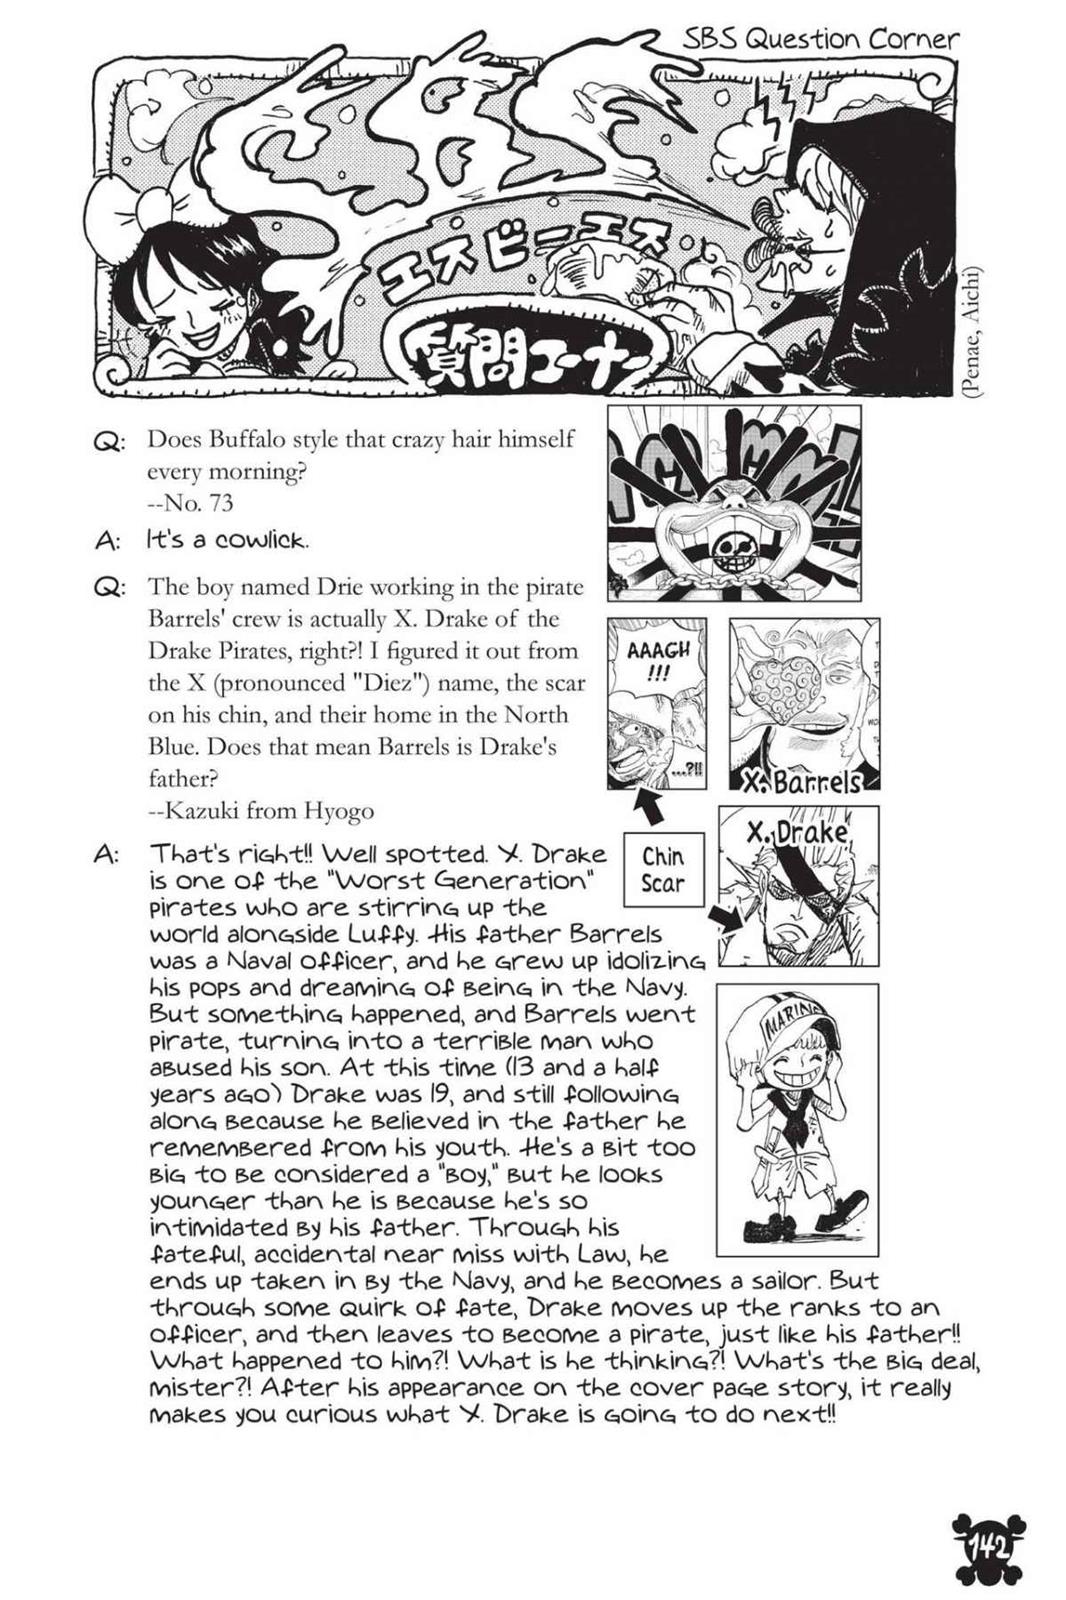 SBS Question Corner
SBS
エスビーエス
質問コーナー
(Penae, Aichi)
Q: Does Buffalo style that crazy hair himself
every morning?
--No. 73
A: It's a cowlick.
Q: The boy named Drie working in the pirate
Barrels' crew is actually X. Drake of the
Drake Pirates, right?! I figured it out from
the X (pronounced "Diez") name, the scar
on his chin, and their home in the North
Blue. Does that mean Barrels is Drake's
father?
--Kazuki from Hyogo
AAAGH
!!!
...?!!
X. Barrels
X. Drake
Chin
Scar
MARINE
A: That's right!! Well spotted. X. Drake
is one of the "Worst Generation"
pirates who are stirring up the
world alongside Luffy. His father Barrels
was a Naval officer, and he grew up idolizing
his pops and dreaming of being in the Navy.
But something happened, and Barrels went
pirate, turning into a terrible man who
abused his son. At this time (13 and a half
years ago) Drake was 19, and still following
along because he believed in the father he
remembered from his youth. He's a bit too
big to be considered a "boy," but he looks
younger than he is because he's so
intimidated by his father. Through his
fateful, accidental near miss with Law, he
ends up taken in by the Navy, and he becomes a sailor. But
through some quirk of fate, Drake moves up the ranks to an
officer, and then leaves to become a pirate, just like his father!!
What happened to him?! What is he thinking?! What's the big deal,
mister?! After his appearance on the cover page story, it really
makes you curious what X. Drake is going to do next!!
142